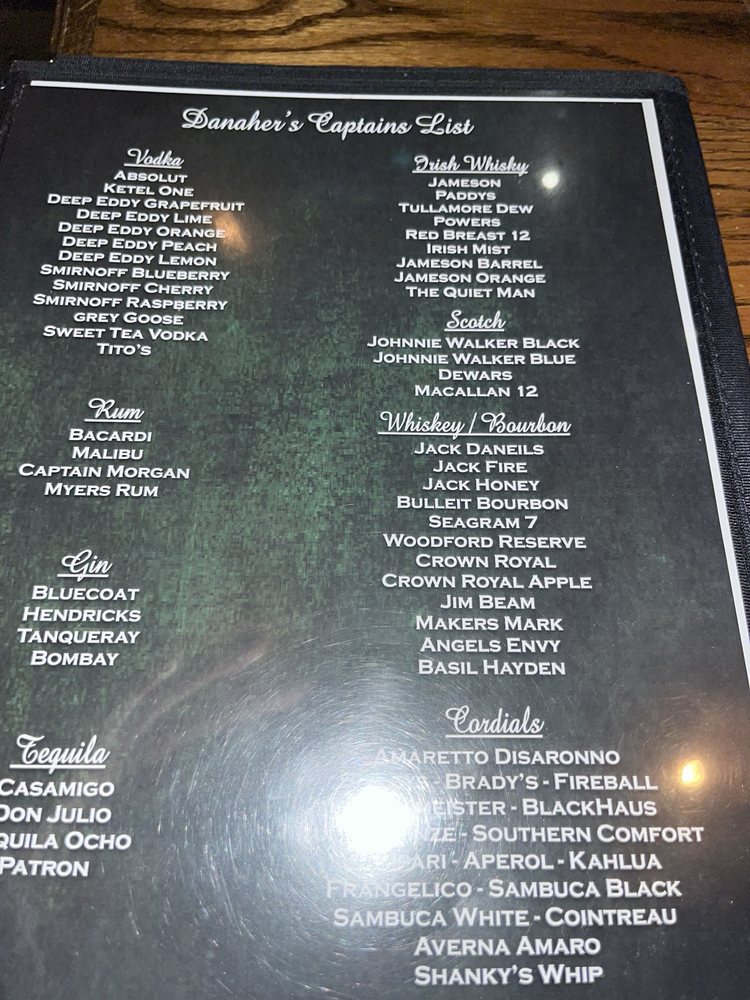 Danaher's Captains List
Vodka
Absolut
Ketel One
Deep Eddy Grapefruit
Deep Eddy Lime
Deep Eddy Orange
Deep Eddy Peach
Deep Eddy Lemon
Smirnoff Blueberry
Smirnoff Cherry
Smirnoff Raspberry
grey Goose
Sweet Tea Vodka
Tito's
Rum
Bacardi
Malibu
Captain Morgan
Myers Rum
Gin
Bluecoat
Hendricks
Tanqueray
Bombay
Tequila
Casamigo
Don Julio
Ocho
Patron
Irish Whisky
Jameson
Paddys
Tullamore Dew
Powers
Red Breast 12
Irish Mist
Jameson Barrel
Jameson Orange
The Quiet Man
Scotch
Johnnie Walker Black
Johnnie Walker Blue
Dewars
Macallan 12
Whiskey / Bourbon
Jack Daneils
Jack Fire
Jack Honey
Bulleit Bourbon
Seagram 7
Woodford Reserve
Crown Royal
Crown Royal Apple
Jim Beam
Makers Mark
Angels Envy
Basil Hayden
Cordials
Amaretto Disaronno
- Brady's - Fireball
- BlackHaus
- Southern Comfort
- Aperol - Kahlua
Frangelico - Sambuca Black
Sambuca White - Cointreau
Averna Amaro
Shanky's Whip